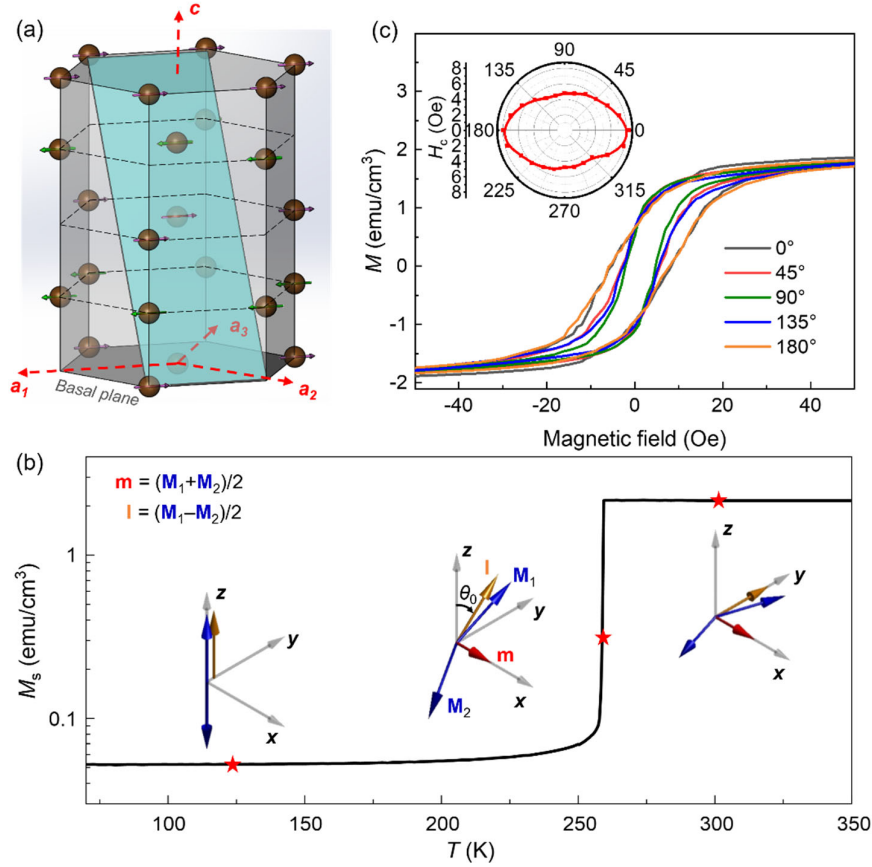 (a)
c
a3
a1
Basal plane
a2
(c)
M (emu/cm3)
2
1
0
-1
-2
-40
-20
0
20
40
Magnetic field (Oe)
Hc (Oe)
8
6
4
2
0
2
4
6
8
90
45
0
315
270
225
180
135
0°
45°
90°
135°
180°
(b)
m = (M1+M2)/2
l = (M1–M2)/2
Ms (emu/cm3)
1
0.1
z
y
x
z
l
M1
θ0
y
m
M2
x
z
y
x
100
150
200
250
300
350
T (K)